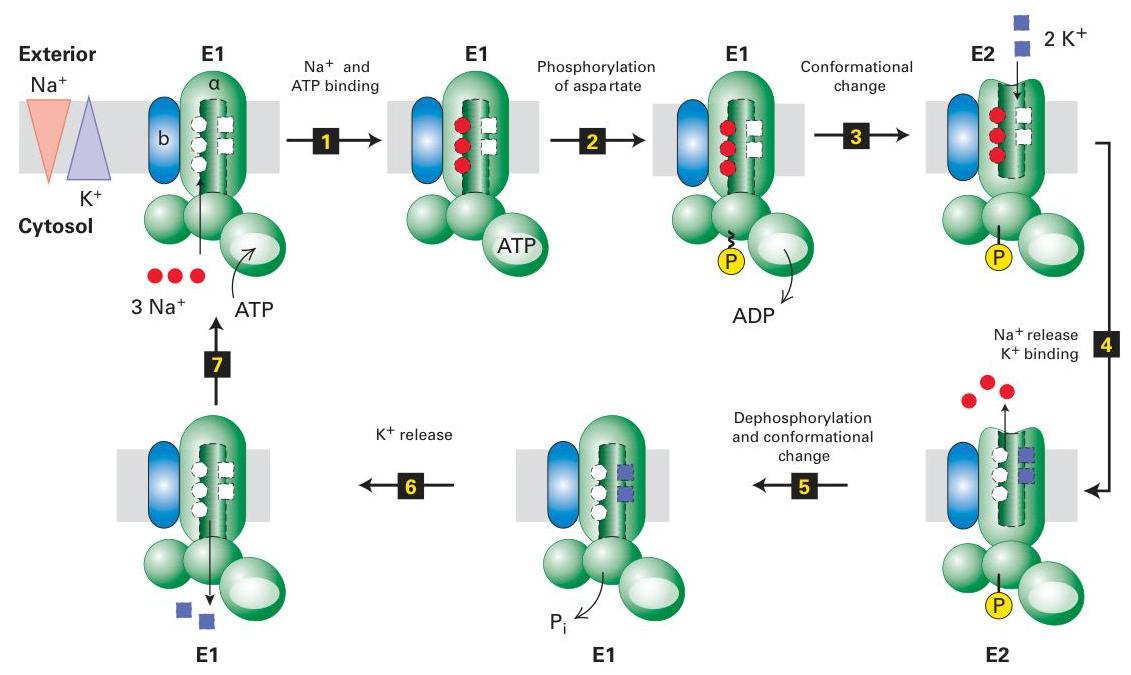 Exterior
Na⁺
K⁺
Cytosol
E1
α
b
3 Na⁺
ATP
Na⁺ and
ATP binding
1
E1
ATP
Phosphorylation
of aspartate
2
E1
P
ADP
Conformational
change
3
E2
2 K⁺
P
Na⁺ release
K⁺ binding
4
P
E2
Dephosphorylation
and conformational
change
5
Pi
E1
K⁺ release
6
E1
7